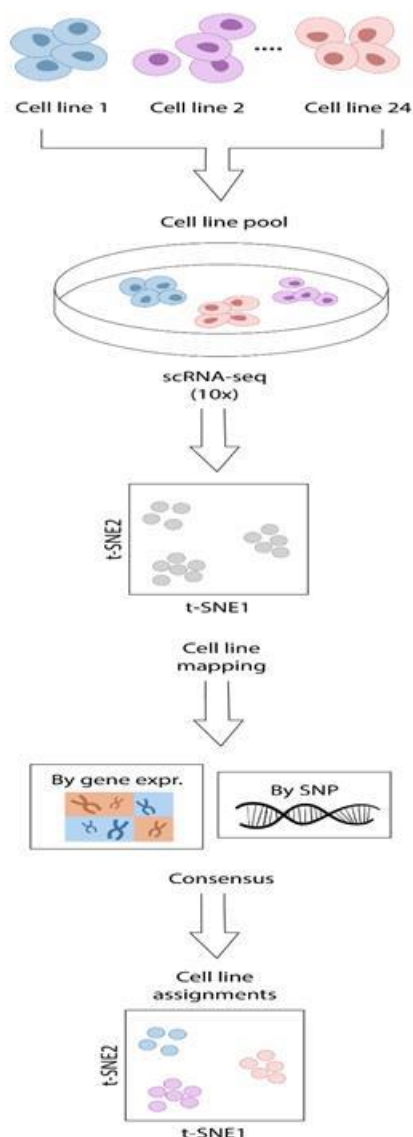 Cell line 1 Cell line 2 .... Cell line 24
Cell line pool
scRNA-seq
(10x)
t-SNE2
t-SNE1
Cell line
mapping
By gene expr. By SNP
Consensus
Cell line
assignments
t-SNE2
t-SNE1